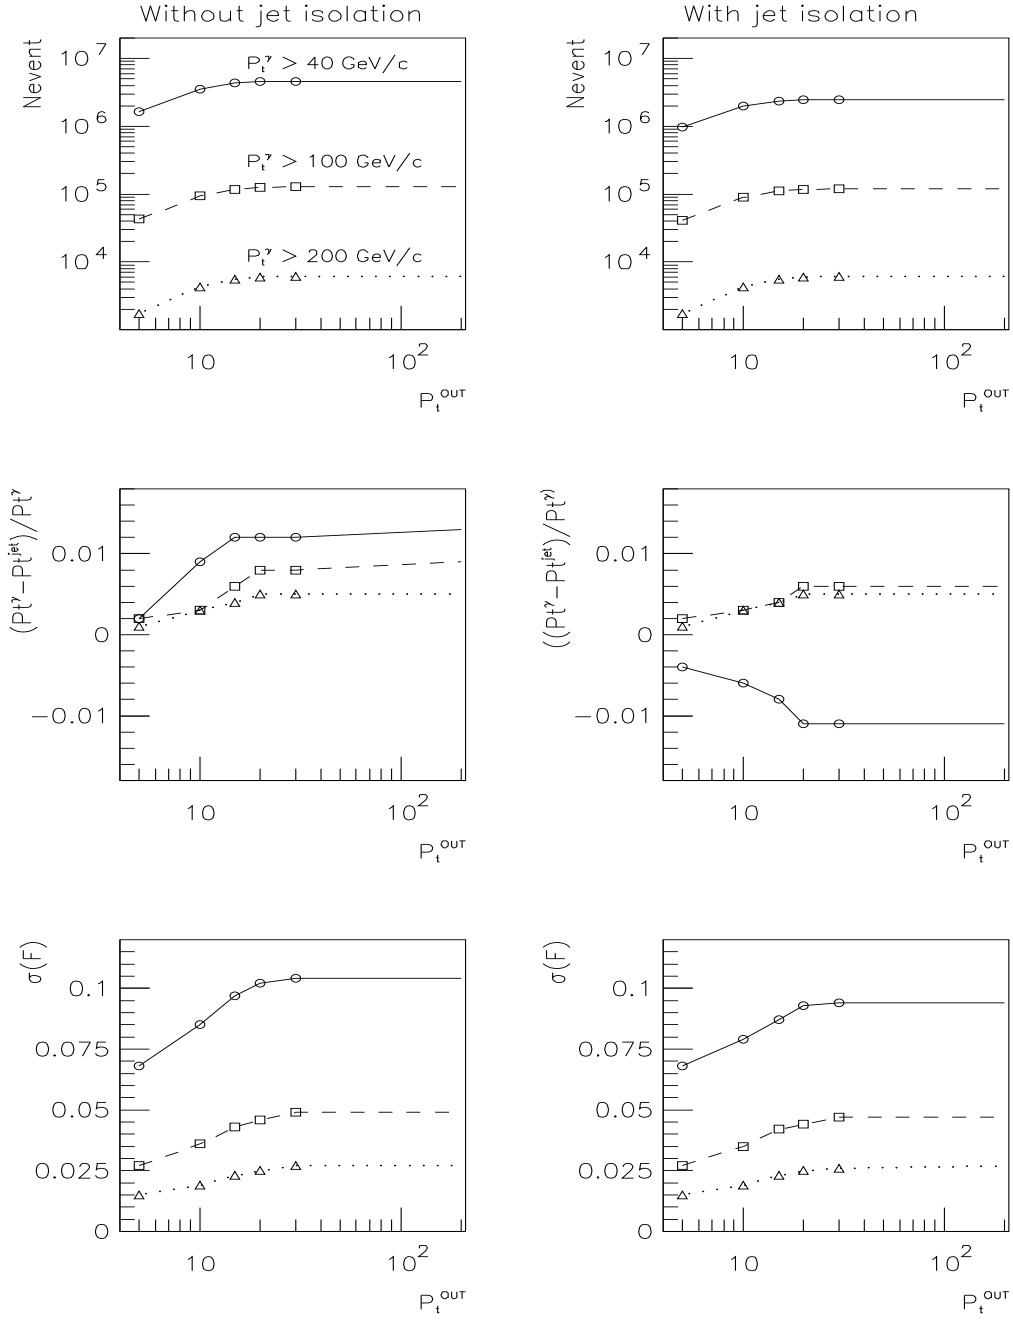 Without jet isolation
With jet isolation
Nevent
10^7
10^6
10^5
10^4
P_t^γ > 40 GeV/c
P_t^γ > 100 GeV/c
P_t^γ > 200 GeV/c
10
10^2
P_t^OUT
Nevent
10^7
10^6
10^5
10^4
10
10^2
P_t^OUT
(Pt^γ−Pt^jet)/Pt^γ
0.01
0
−0.01
10
10^2
P_t^OUT
((Pt^γ−Pt^jet)/Pt^γ)
0.01
0
−0.01
10
10^2
P_t^OUT
σ(F)
0.1
0.075
0.05
0.025
0
10
10^2
P_t^OUT
σ(F)
0.1
0.075
0.05
0.025
0
10
10^2
P_t^OUT